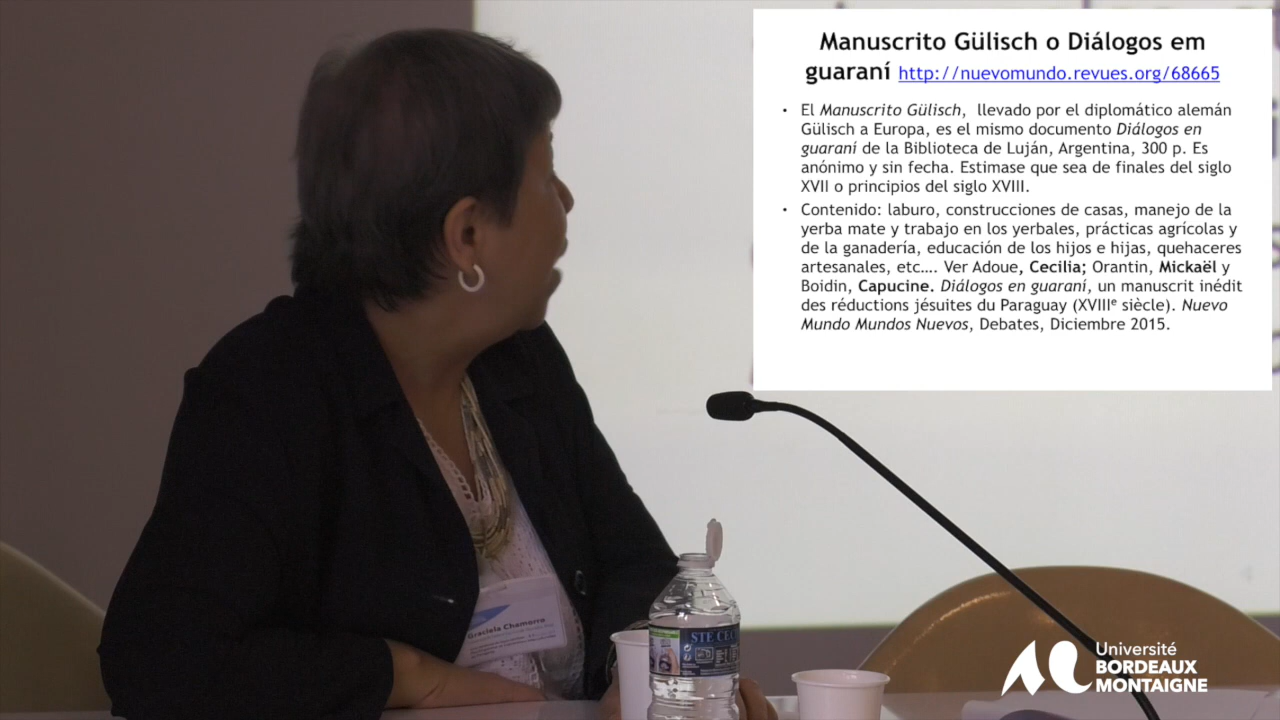 Manuscrito Gülisch o Diálogos em
guaraní http://nuevomundo.revues.org/68665
• El Manuscrito Gülisch, llevado por el diplomático alemán
Gülisch a Europa, es el mismo documento Diálogos en
guaraní de la Biblioteca de Luján, Argentina, 300 p. Es
anónimo y sin fecha. Estimase que sea de finales del siglo
XVII o principios del siglo XVIII.
• Contenido: laburo, construcciones de casas, manejo de la
yerba mate y trabajo en los yerbales, prácticas agrícolas y
de la ganadería, educación de los hijos e hijas, quehaceres
artesanales, etc…. Ver Adoue, Cecilia; Orantin, Mickaël y
Boidin, Capucine. Diálogos en guaraní, un manuscrit inédit
des réductions jésuites du Paraguay (XVIIIe siècle). Nuevo
Mundo Mundos Nuevos, Debates, Diciembre 2015.
Graciela Chamorro
STE CEC
Université
BORDEAUX
MONTAIGNE